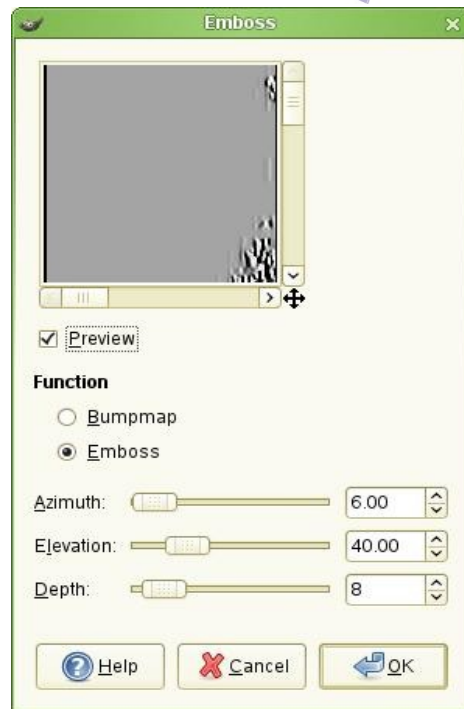 Emboss
Preview
Function
Bumpmap
Emboss
Azimuth: 6.00
Elevation: 40.00
Depth: 8
Help Cancel OK